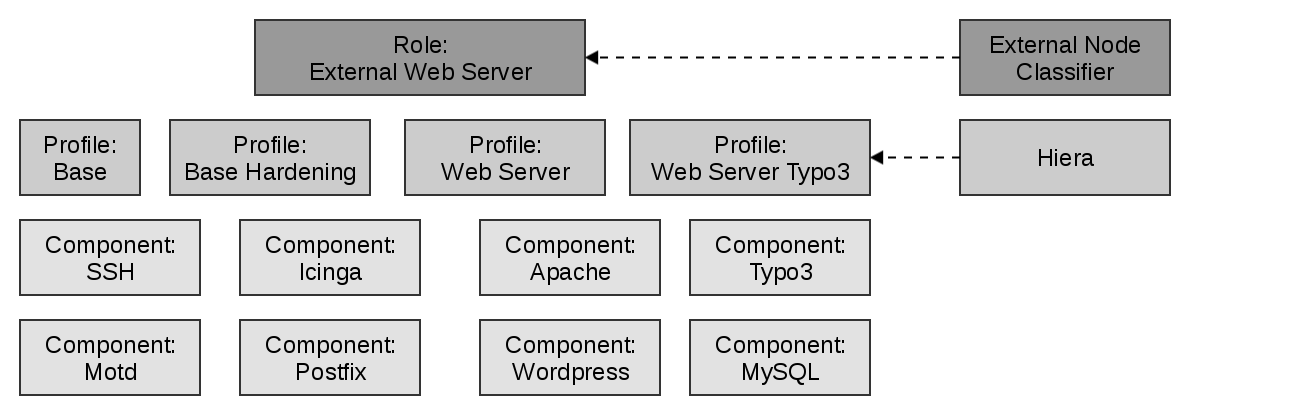 Role:
External Web Server
External Node
Classifier
Profile:
Base
Profile:
Base Hardening
Profile:
Web Server
Profile:
Web Server Typo3
Hiera
Component:
SSH
Component:
Icinga
Component:
Apache
Component:
Typo3
Component:
Motd
Component:
Postfix
Component:
Wordpress
Component:
MySQL